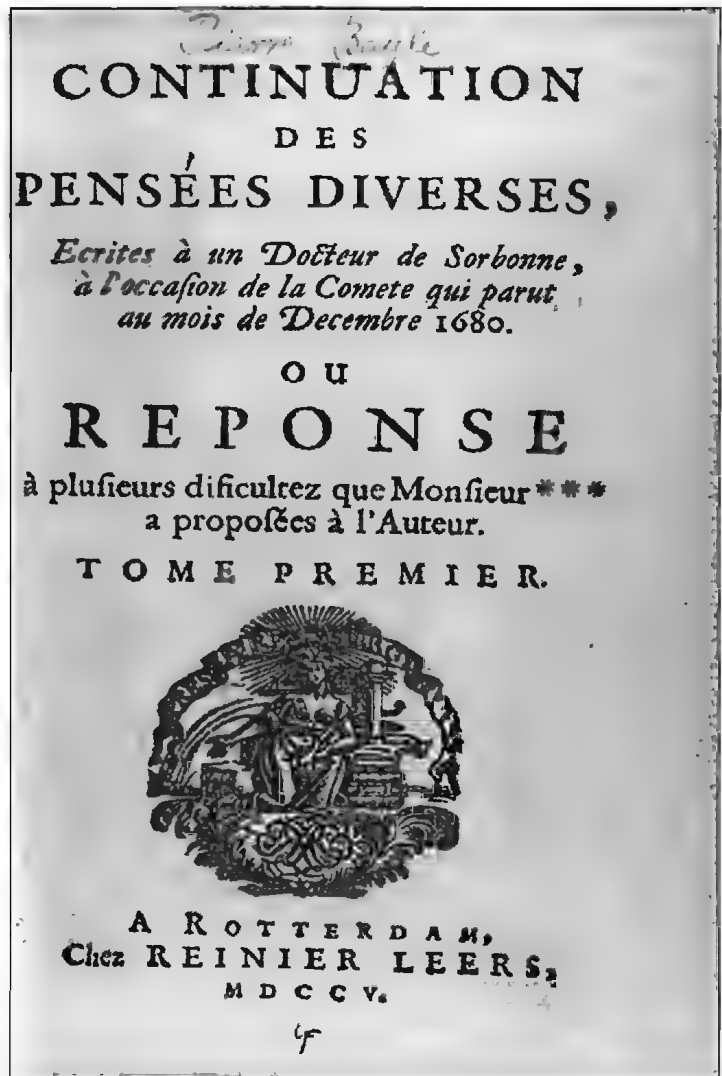 CONTINUATION
DES
PENSÉES DIVERSES,
Ecrites à un Docteur de Sorbonne,
à l'occaſion de la Comete qui parut
au mois de Decembre 1680.
OU
REPONSE
à pluſieurs dificultez que Monſieur ***
a propoſées à l'Auteur.
TOME PREMIER.
A ROTTERDAM,
Chez REINIER LEERS,
MDCCV.